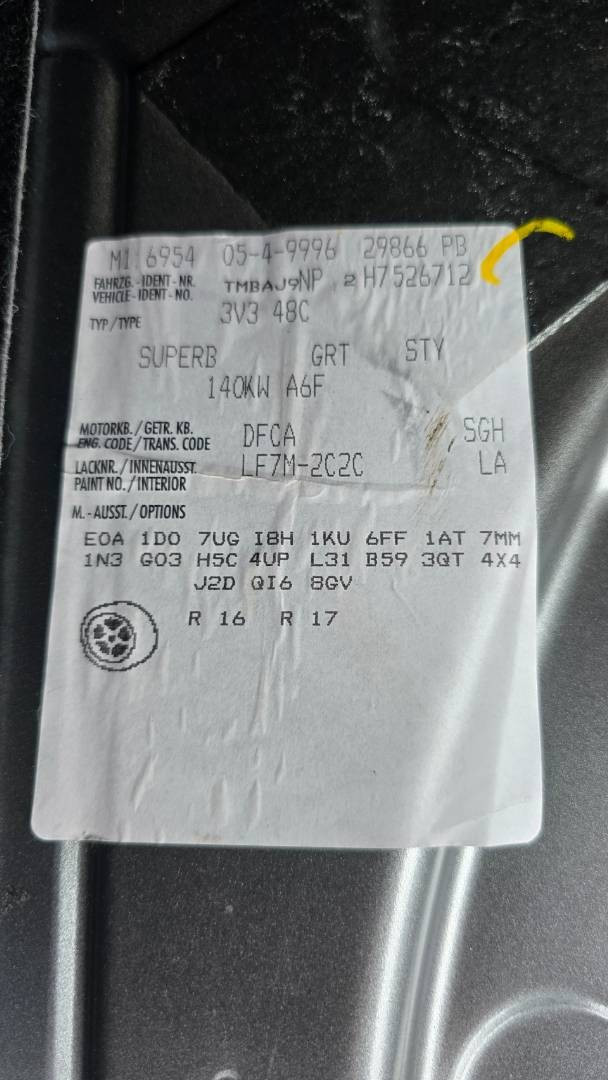 M1 6954 05-4-9996 29866 PB
FAHRZG.-IDENT-NR. TMBAJ9NP 2H7526712
VEHICLE-IDENT-NO.
TYP/TYPE 3V3 48C
SUPERB GRT STY
140KW A6F
MOTORKB./GETR. KB. DFCA SGH
ENG. CODE/TRANS. CODE
LACKNR./INNENAUSST. LF7M-2C2C LA
PAINT NO./INTERIOR
M.-AUSST./OPTIONS
E0A 1D0 7UG I8H 1KU 6FF 1AT 7MM
1N3 G03 H5C 4UP L31 B59 3QT 4X4
J2D QI6 8GV
R 16 R 17